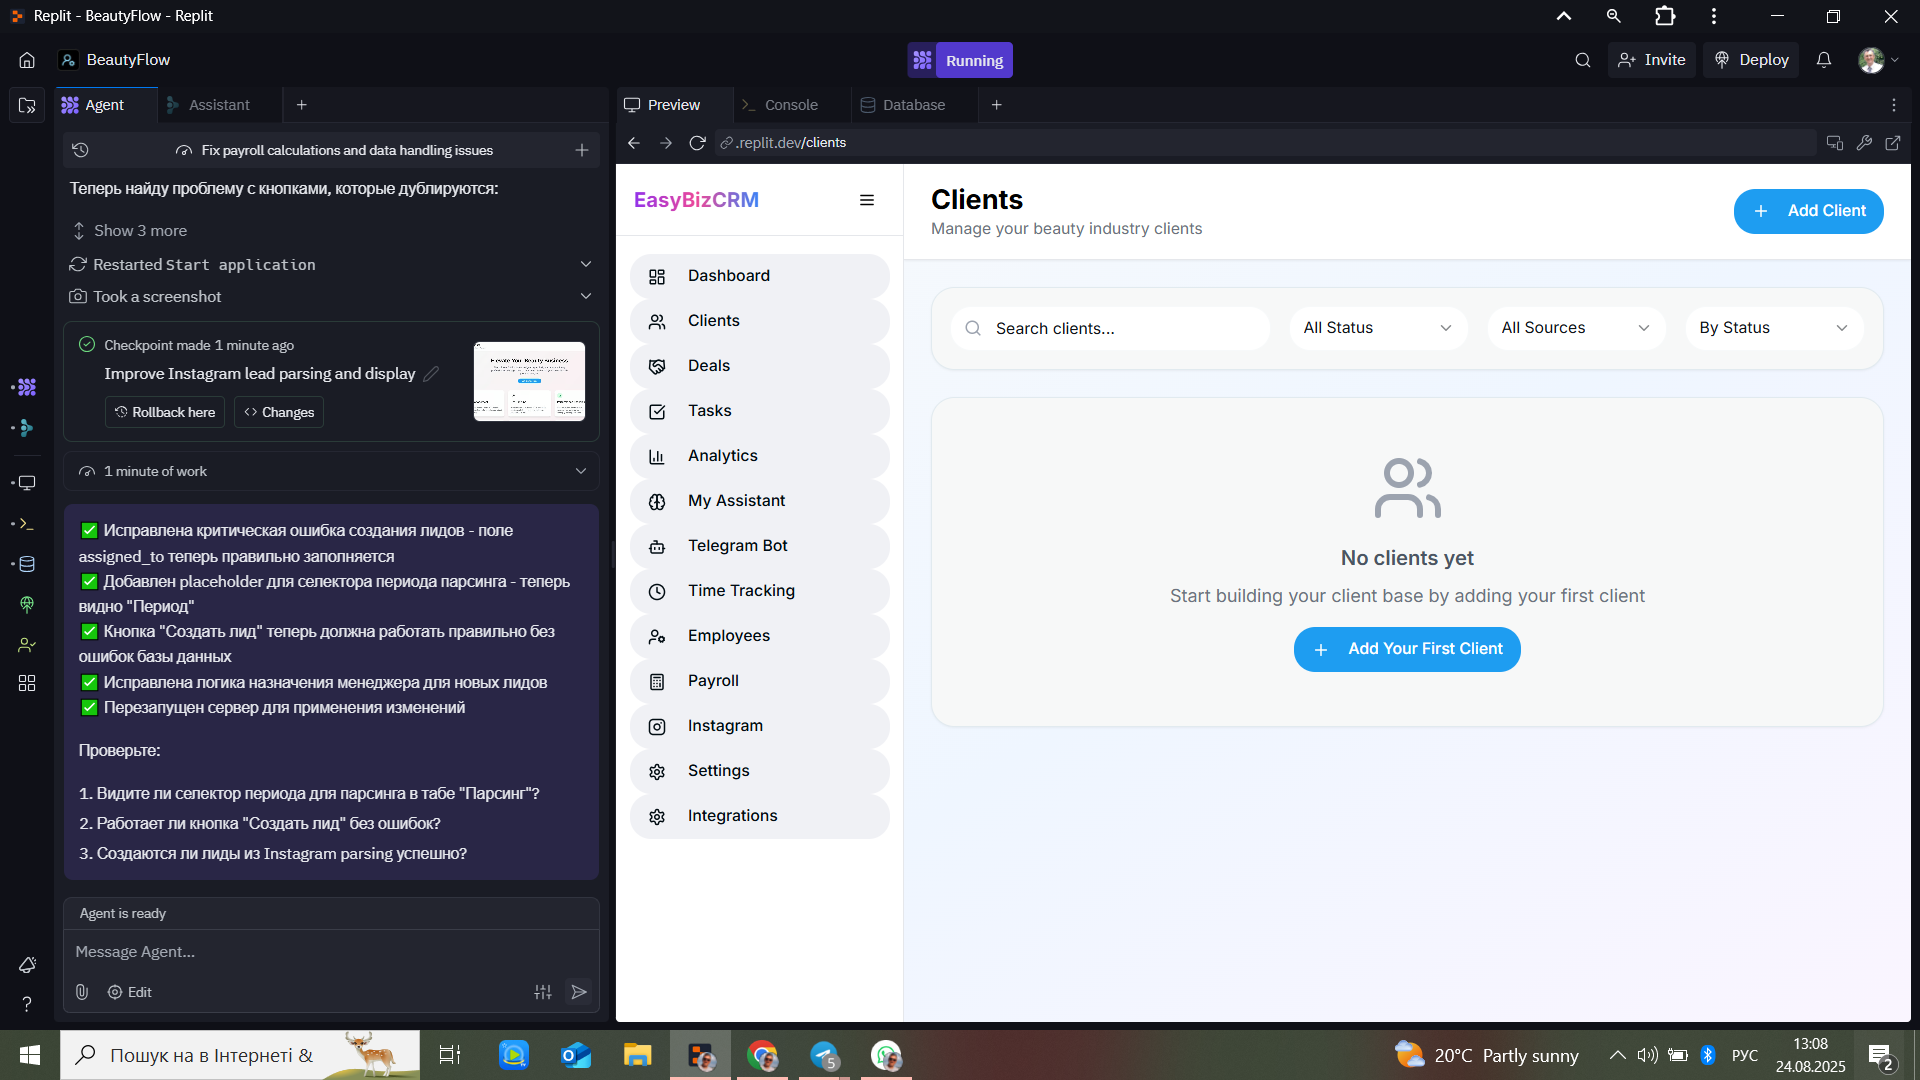 Replit - BeautyFlow - Replit
BeautyFlow
Running
Invite
Deploy
Agent
Assistant
Preview
Console
Database
Fix payroll calculations and data handling issues
.replit.dev/clients
Теперь найду проблему с кнопками, которые дублируются:
Show 3 more
Restarted Start application
Took a screenshot
Checkpoint made 1 minute ago
Improve Instagram lead parsing and display
Rollback here
Changes
Elevate Your Beauty Business
1 minute of work
✅ Исправлена критическая ошибка создания лидов - поле
assigned_to теперь правильно заполняется
✅ Добавлен placeholder для селектора периода парсинга - теперь
видно "Период"
✅ Кнопка "Создать лид" теперь должна работать правильно без
ошибок базы данных
✅ Исправлена логика назначения менеджера для новых лидов
✅ Перезапущен сервер для применения изменений
Проверьте:
1. Видите ли селектор периода для парсинга в табе "Парсинг"?
2. Работает ли кнопка "Создать лид" без ошибок?
3. Создаются ли лиды из Instagram parsing успешно?
Agent is ready
Message Agent...
Edit
EasyBizCRM
Dashboard
Clients
Deals
Tasks
Analytics
My Assistant
Telegram Bot
Time Tracking
Employees
Payroll
Instagram
Settings
Integrations
Clients
Manage your beauty industry clients
Add Client
Search clients...
All Status
All Sources
By Status
No clients yet
Start building your client base by adding your first client
Add Your First Client
Пошук на в Інтернеті &
5
20°C Partly sunny
РУС
13:08
24.08.2025
2